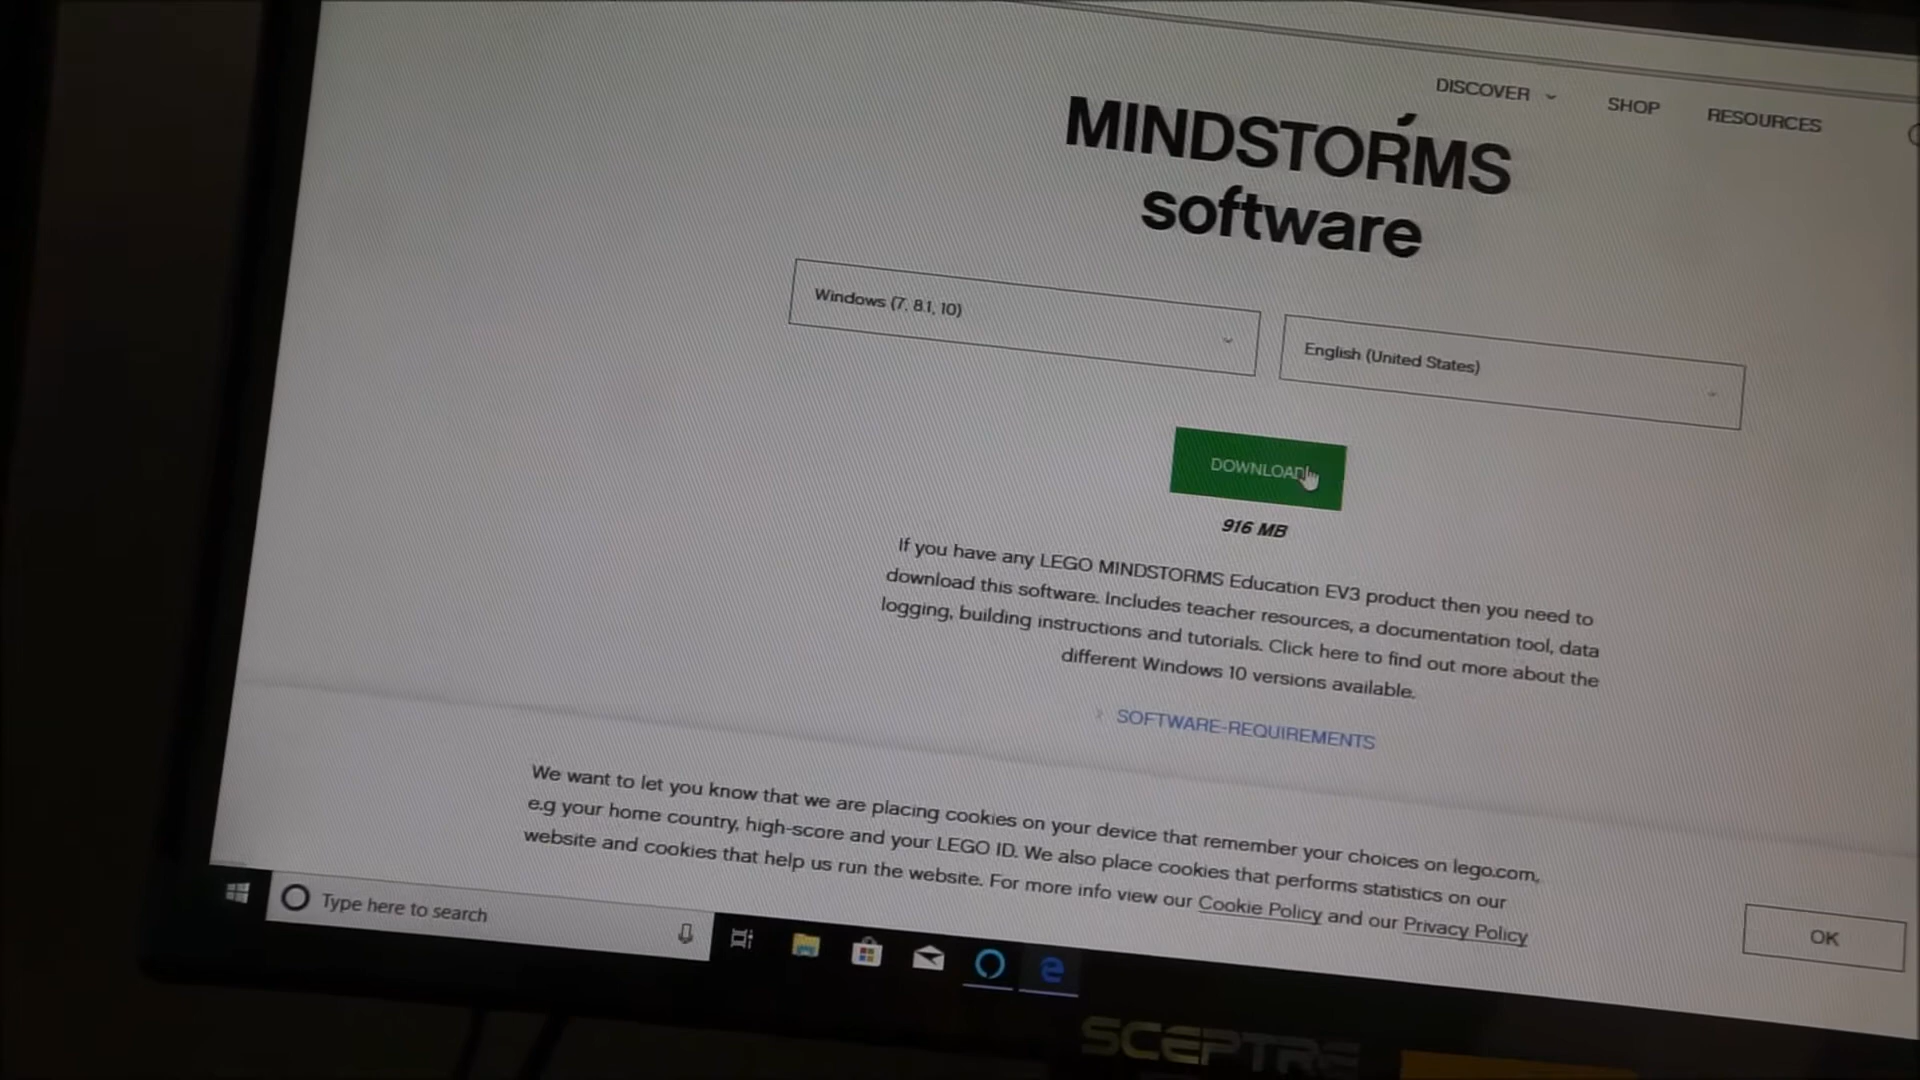 DISCOVER
SHOP
RESOURCES
MINDSTORMS
software
Windows (7, 8.1, 10)
English (United States)
DOWNLOAD
916 MB
If you have any LEGO MINDSTORMS Education EV3 product then you need to
download this software. Includes teacher resources, a documentation tool, data
logging, building instructions and tutorials. Click here to find out more about the
different Windows 10 versions available.
SOFTWARE-REQUIREMENTS
We want to let you know that we are placing cookies on your device that remember your choices on lego.com,
e.g your home country, high-score and your LEGO ID. We also place cookies that performs statistics on our
website and cookies that help us run the website. For more info view our Cookie Policy and our Privacy Policy
OK
Type here to search
SCEPTRE